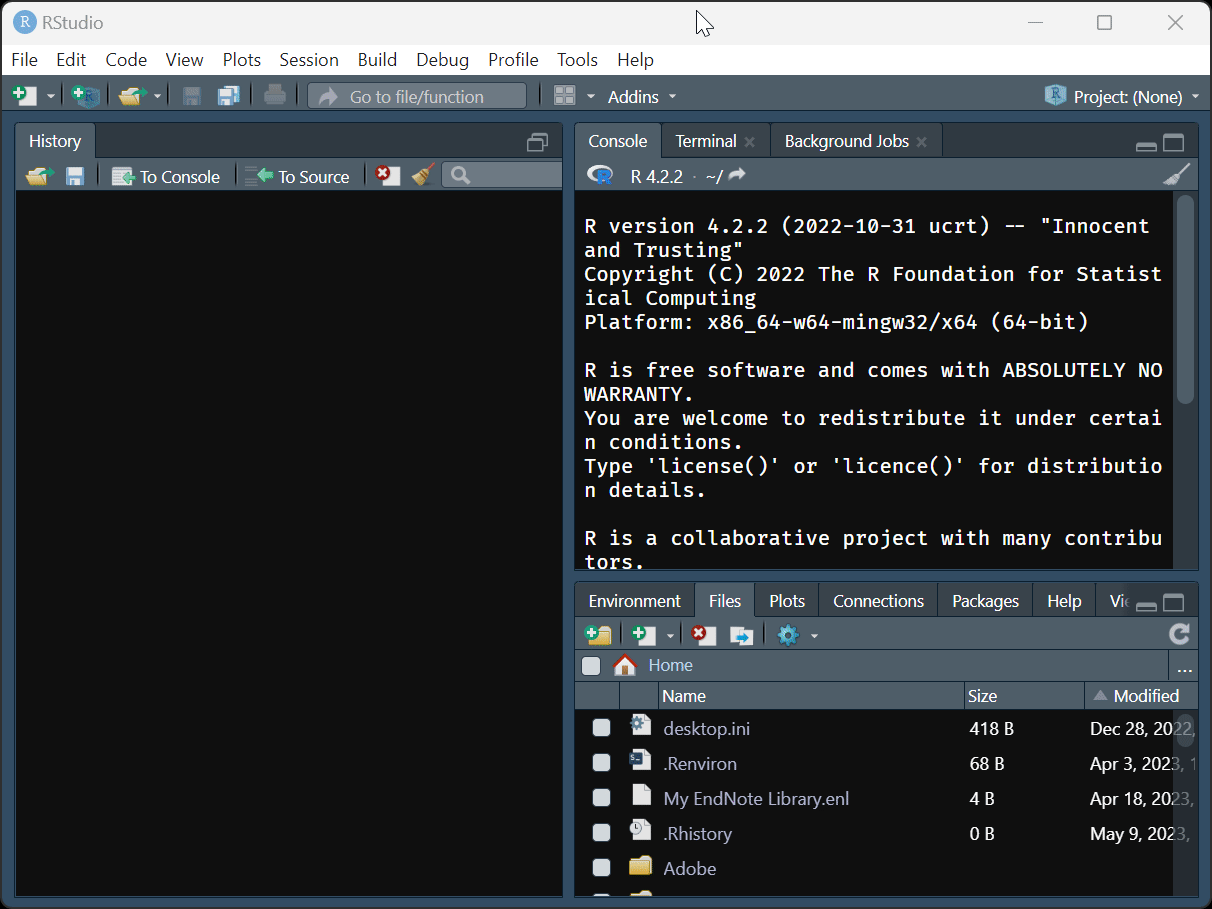 R RStudio
File Edit Code View Plots Session Build Debug Profile Tools Help
Go to file/function Addins Project: (None)
History
To Console To Source
Console Terminal Background Jobs
R 4.2.2 · ~/
R version 4.2.2 (2022-10-31 ucrt) -- "Innocent
and Trusting"
Copyright (C) 2022 The R Foundation for Statist
ical Computing
Platform: x86_64-w64-mingw32/x64 (64-bit)
R is free software and comes with ABSOLUTELY NO
WARRANTY.
You are welcome to redistribute it under certai
n conditions.
Type 'license()' or 'licence()' for distributio
n details.
R is a collaborative project with many contribu
tors.
Environment Files Plots Connections Packages Help
Home ...
Name Size Modified
desktop.ini 418 B Dec 28, 2022,
.Renviron 68 B Apr 3, 2023, 1
My EndNote Library.enl 4 B Apr 18, 2023,
.Rhistory 0 B May 9, 2023,
Adobe